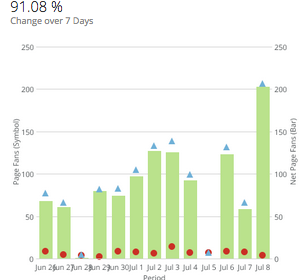 91.08 %
Change over 7 Days
250 250
200 200
150 150
100 100
50 50
0 0
Page Fans (Symbol)
Net Page Fans (Bar)
Jun 26 Jun 27 Jun 28 Jun 29 Jun 30 Jul 1 Jul 2 Jul 3 Jul 4 Jul 5 Jul 6 Jul 7 Jul 8
Period